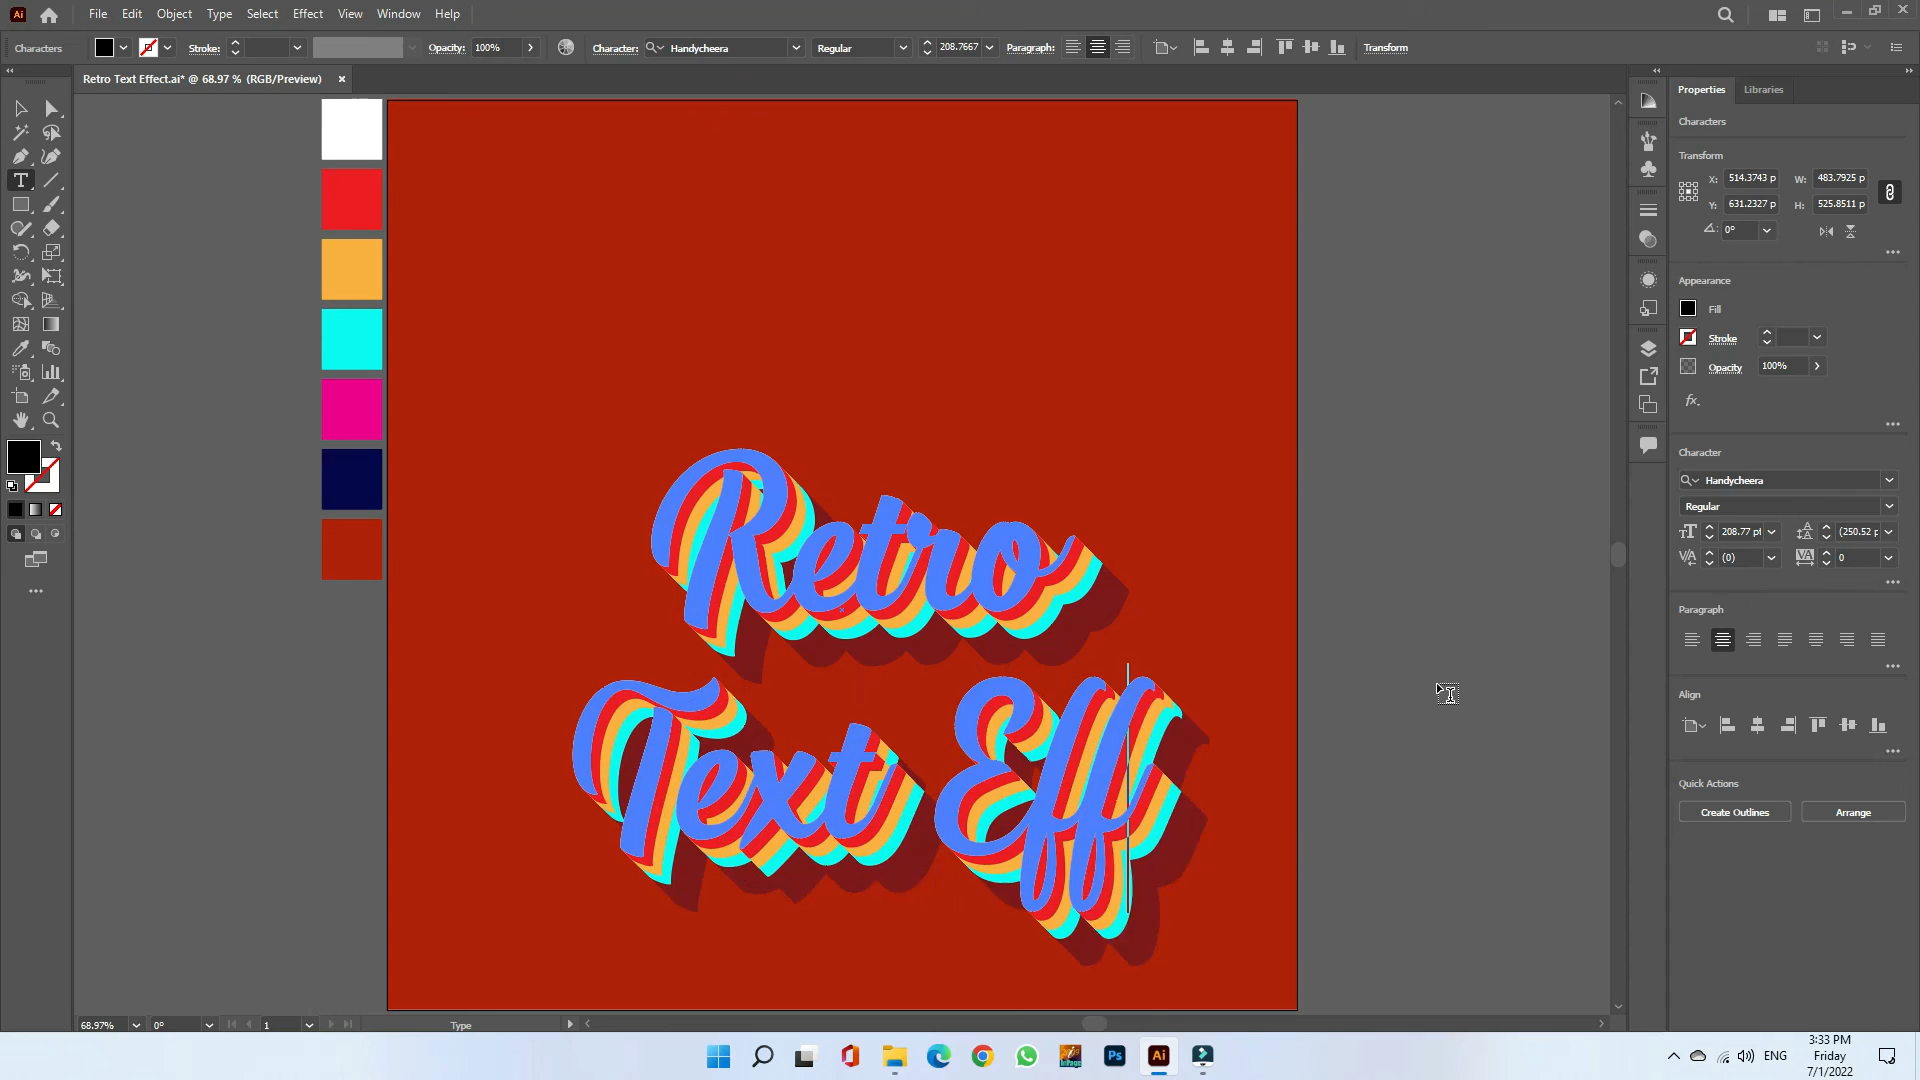 Ai File Edit Object Type Select Effect View Window Help
Characters Stroke: Opacity: 100% Character: Handycheera Regular 208.7667 Paragraph: Transform
Retro Text Effect.ai* @ 68.97 % (RGB/Preview)
Properties Libraries
Characters
Transform
X: 514.3743 p W: 483.7925 p
Y: 631.2327 p H: 525.8511 p
0°
Appearance
Fill
Stroke
Opacity 100%
fx.
Character
Handycheera
Regular
208.77 pt (250.52 p
(0) 0
Paragraph
Align
Quick Actions
Create Outlines Arrange
Retro
Text Eff
68.97% 0° 1 Type
Ps Ai
ENG
3:33 PM
Friday
7/1/2022